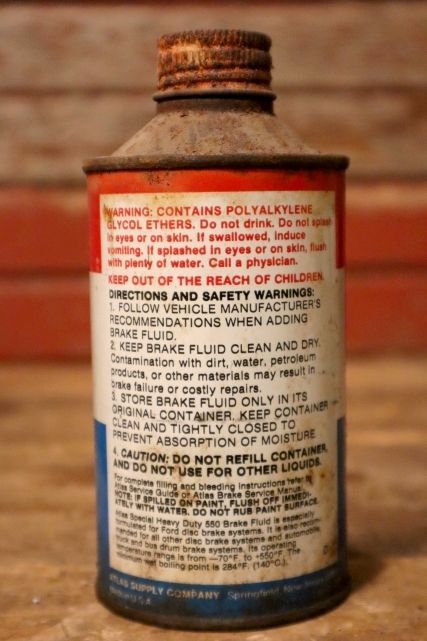 WARNING: CONTAINS POLYALKYLENE
GLYCOL ETHERS. Do not drink. Do not splash
in eyes or on skin. If swallowed, induce
vomiting. If splashed in eyes or on skin, flush
with plenty of water. Call a physician.
KEEP OUT OF THE REACH OF CHILDREN.
DIRECTIONS AND SAFETY WARNINGS:
1. FOLLOW VEHICLE MANUFACTURER'S
RECOMMENDATIONS WHEN ADDING
BRAKE FLUID.
2. KEEP BRAKE FLUID CLEAN AND DRY.
Contamination with dirt, water, petroleum
products, or other materials may result in
brake failure or costly repairs.
3. STORE BRAKE FLUID ONLY IN ITS
ORIGINAL CONTAINER. KEEP CONTAINER
CLEAN AND TIGHTLY CLOSED TO
PREVENT ABSORPTION OF MOISTURE.
4. CAUTION: DO NOT REFILL CONTAINER,
AND DO NOT USE FOR OTHER LIQUIDS.
For complete filling and bleeding instructions refer to
Atlas Service Guide or Atlas Brake Service Manual.
NOTE: IF SPILLED ON PAINT, FLUSH OFF IMMEDI-
ATELY WITH WATER. DO NOT RUB PAINT SURFACE.
Atlas Special Heavy Duty 550 Brake Fluid is especially
formulated for Ford disc brake systems. It is also recom-
mended for all other disc brake systems and automobile,
truck and bus drum brake systems. Its operating
temperature range is from —70°F. to +550°F. The
minimum wet boiling point is 284°F. (140°C.).
ATLAS SUPPLY COMPANY Springfield, New Jersey
Made in U.S.A.